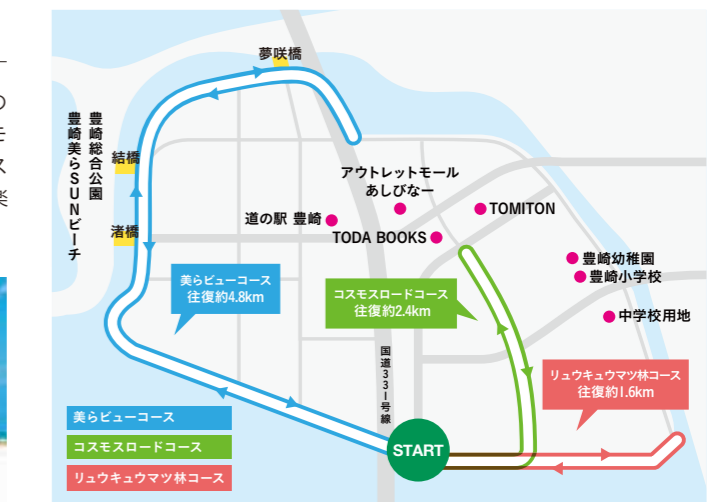 の
モ
ス
楽
夢咲橋
豊崎総合公園
豊崎美らSUNビーチ
結橋
渚橋
アウトレットモール
あしびなー
道の駅 豊崎
TOMITON
TODA BOOKS
豊崎幼稚園
豊崎小学校
中学校用地
美らビューコース
往復約4.8km
コスモスロードコース
往復約2.4km
リュウキュウマツ林コース
往復約1.6km
国道331号線
START
美らビューコース
コスモスロードコース
リュウキュウマツ林コース